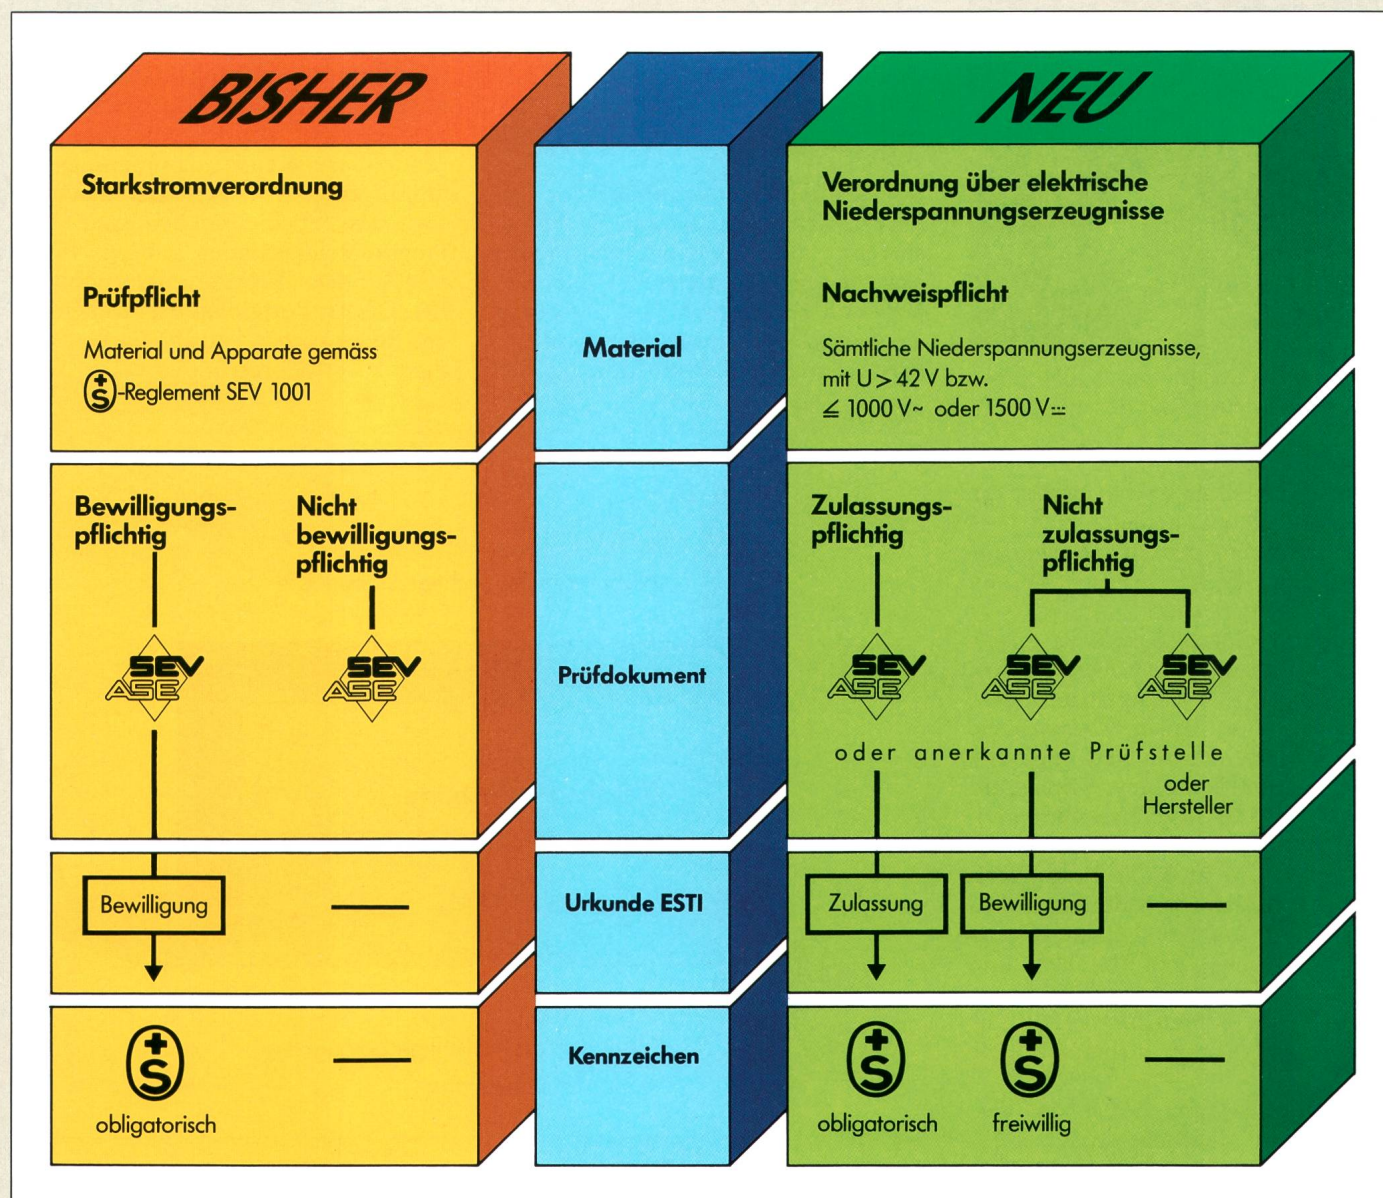 BISHER
NEU
Starkstromverordnung
Prüfpflicht
Material und Apparate gemäss
+S-Reglement SEV 1001
Material
Verordnung über elektrische
Niederspannungserzeugnisse
Nachweispflicht
Sämtliche Niederspannungserzeugnisse,
mit U > 42 V bzw.
≦ 1000 V~ oder 1500 V⎓
Bewilligungs-
pflichtig
Nicht
bewilligungs-
pflichtig
SEV
ASE
SEV
ASE
Prüfdokument
Zulassungs-
pflichtig
Nicht
zulassungs-
pflichtig
SEV
ASE
SEV
ASE
SEV
ASE
oder anerkannte Prüfstelle
oder
Hersteller
Bewilligung
Urkunde ESTI
Zulassung
Bewilligung
+S
obligatorisch
Kennzeichen
+S
obligatorisch
+S
freiwillig